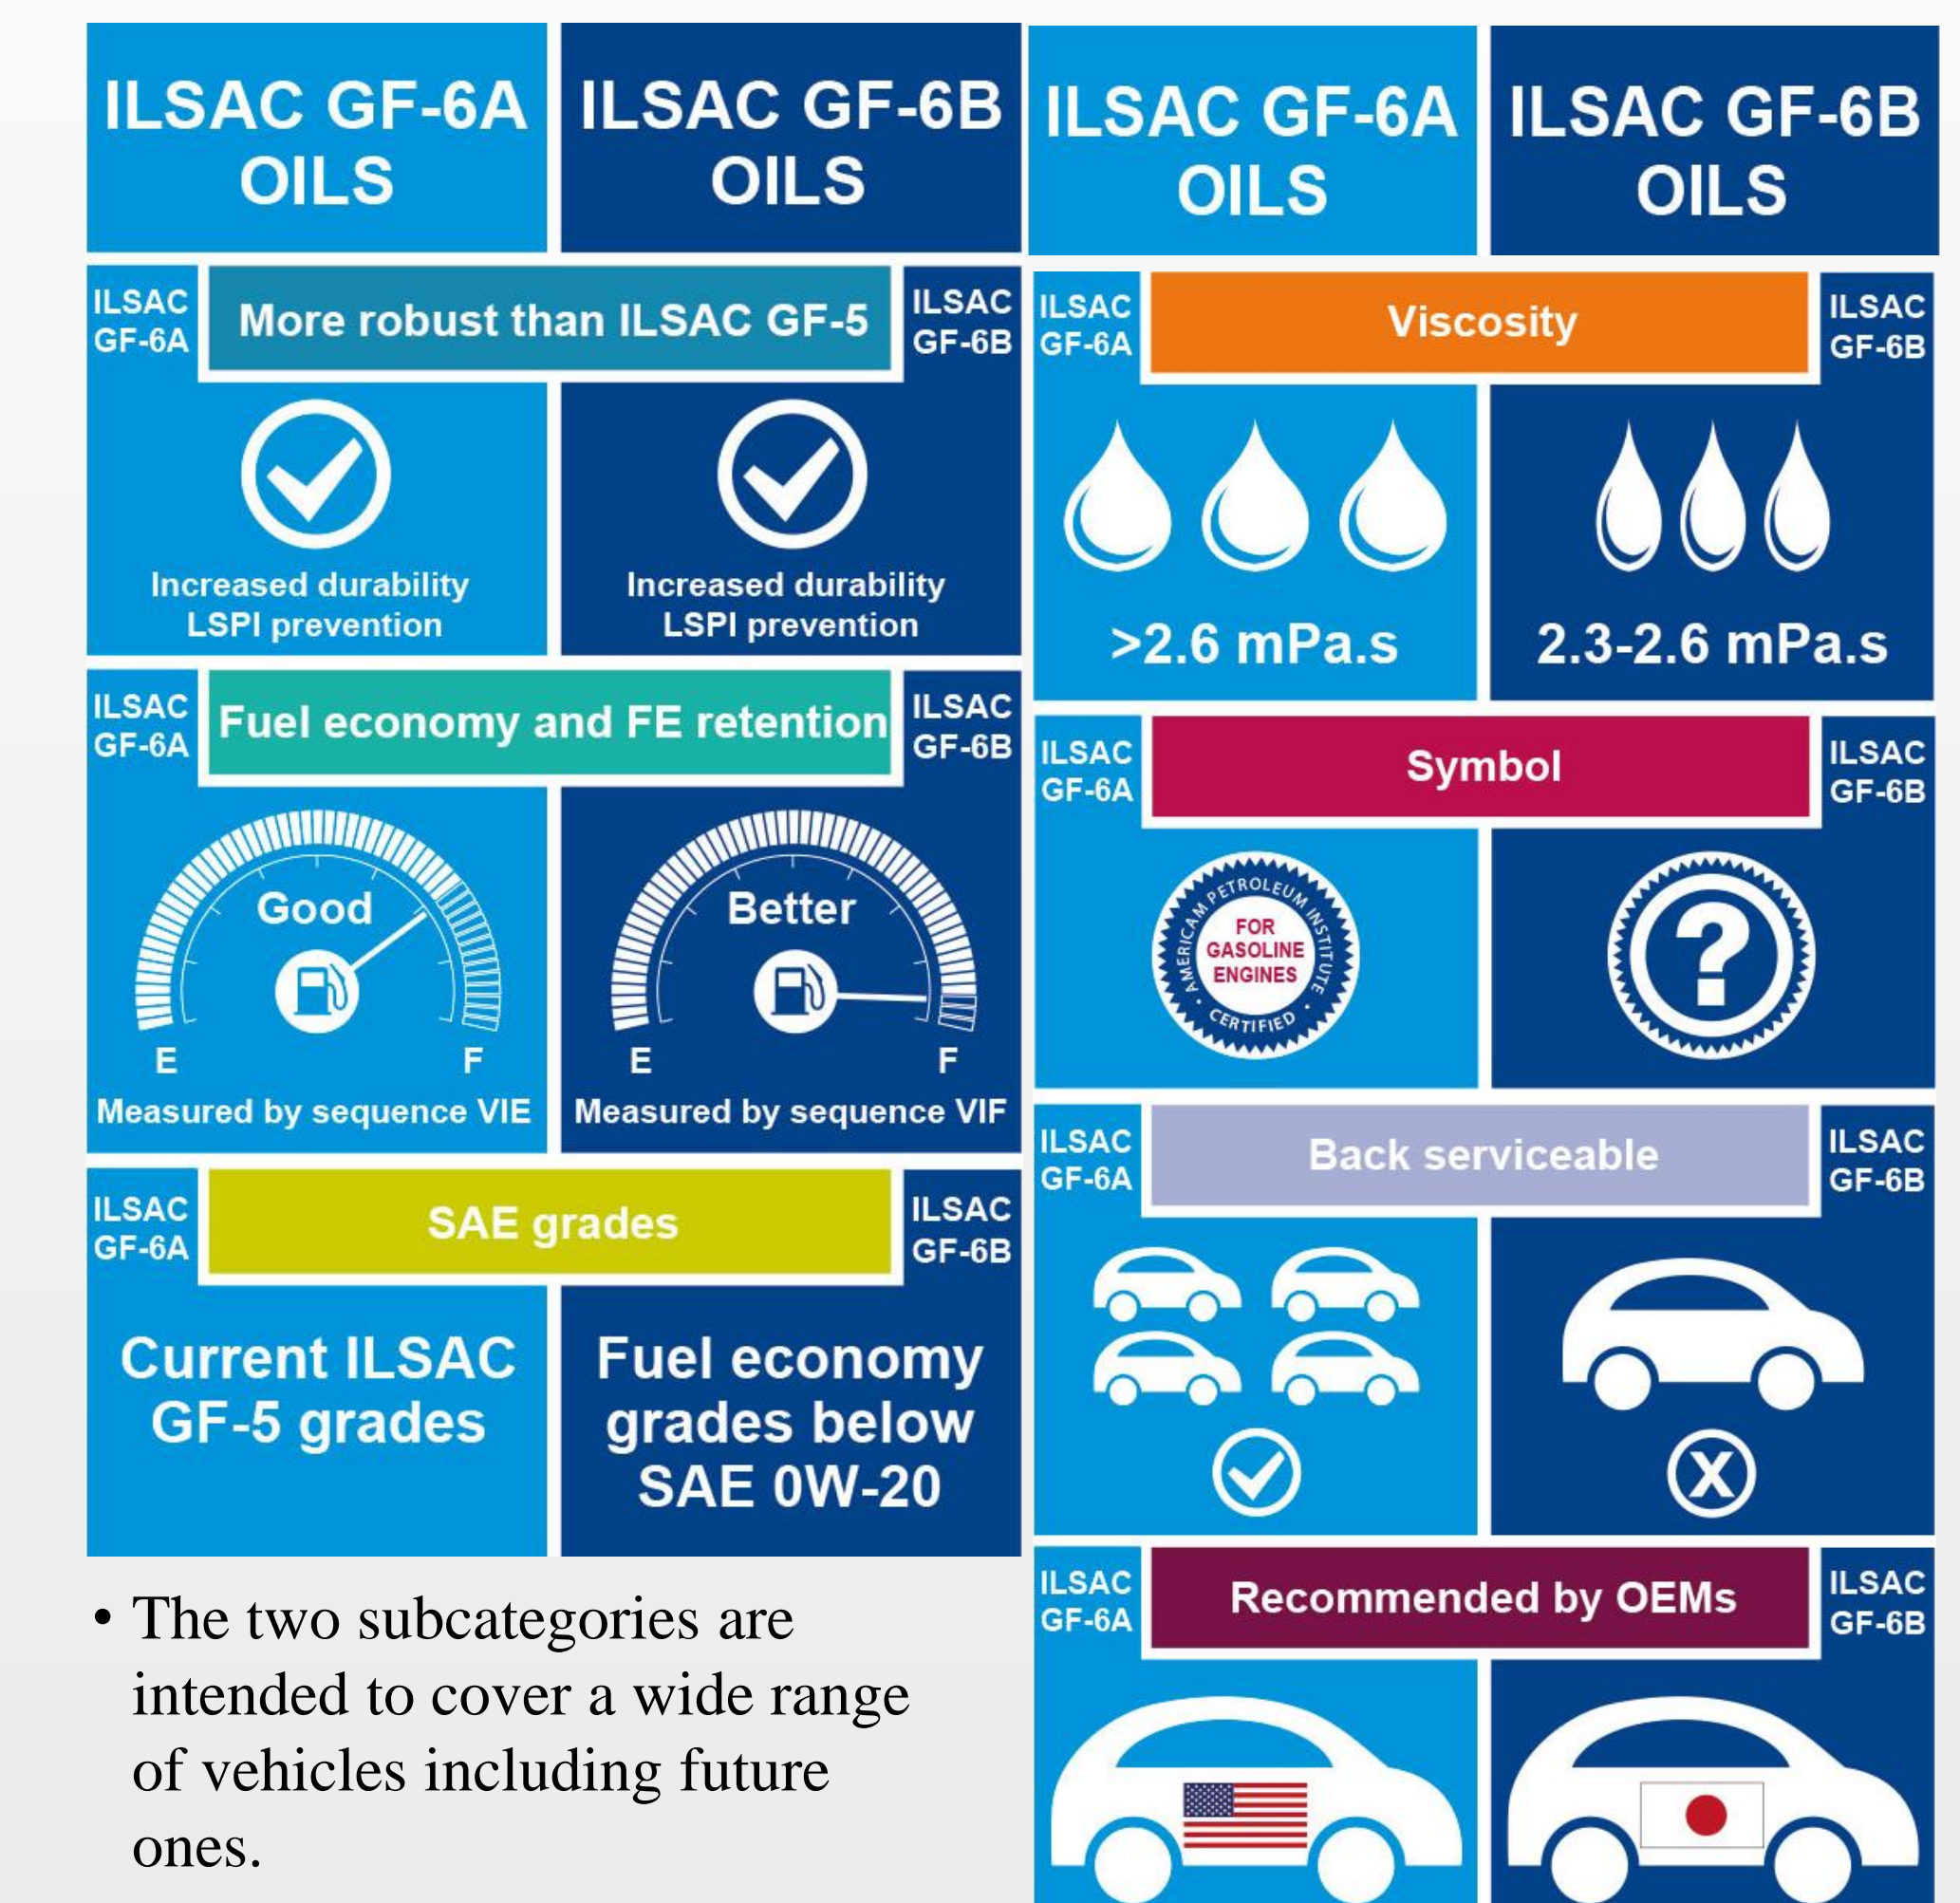 ILSAC GF-6A
OILS
ILSAC GF-6B
OILS
ILSAC
GF-6A
More robust than ILSAC GF-5
ILSAC
GF-6B
Increased durability
LSPI prevention
Increased durability
LSPI prevention
ILSAC
GF-6A
Fuel economy and FE retention
ILSAC
GF-6B
Good
E
F
Measured by sequence VIE
Better
E
F
Measured by sequence VIF
ILSAC
GF-6A
SAE grades
ILSAC
GF-6B
Current ILSAC
GF-5 grades
Fuel economy
grades below
SAE 0W-20
• The two subcategories are
intended to cover a wide range
of vehicles including future
ones.
ILSAC GF-6A
OILS
ILSAC GF-6B
OILS
ILSAC
GF-6A
Viscosity
ILSAC
GF-6B
>2.6 mPa.s
2.3-2.6 mPa.s
ILSAC
GF-6A
Symbol
ILSAC
GF-6B
AMERICAN PETROLEUM INSTITUTE
FOR
GASOLINE
ENGINES
CERTIFIED
?
ILSAC
GF-6A
Back serviceable
ILSAC
GF-6B
X
ILSAC
GF-6A
Recommended by OEMs
ILSAC
GF-6B